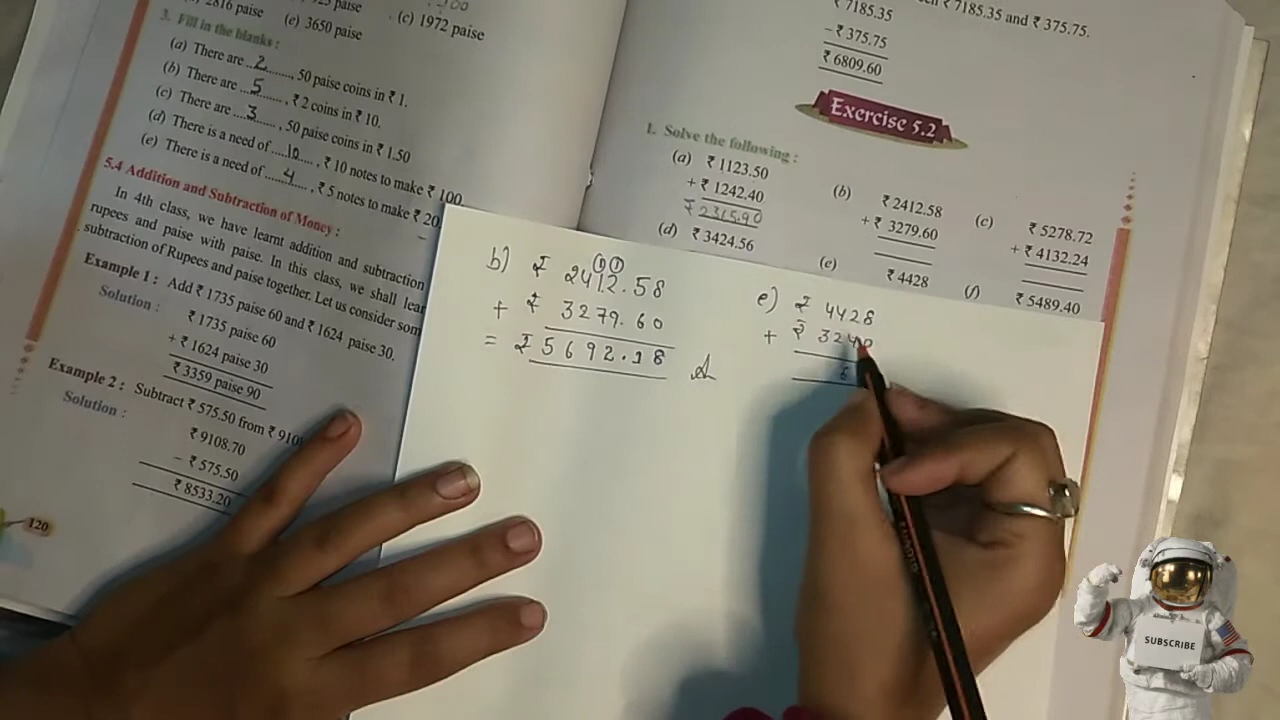 2816 paise
(e) 3650 paise
(c) 1972 paise
3. Fill in the blanks :
(a) There are ...2........, 50 paise coins in ₹ 1.
(b) There are ...5........, ₹ 2 coins in ₹ 10.
(c) There are ...3........, 50 paise coins in ₹ 1.50
(d) There is a need of ...10...., ₹ 10 notes to make ₹ 100
(e) There is a need of ....4......, ₹ 5 notes to make ₹ 20.
5.4 Addition and Subtraction of Money :
In 4th class, we have learnt addition and subtraction
rupees and paise with paise. In this class, we shall lear
subtraction of Rupees and paise together. Let us consider som
Example 1 : Add ₹ 1735 paise 60 and ₹ 1624 paise 30.
Solution :
₹ 1735 paise 60
+ ₹ 1624 paise 30
₹ 3359 paise 90
Example 2 : Subtract ₹ 575.50 from ₹ 910
Solution :
₹ 9108.70
− ₹ 575.50
₹ 8533.20
120
₹ 7185.35 and ₹ 375.75.
₹ 7185.35
− ₹ 375.75
₹ 6809.60
Exercise 5.2
1. Solve the following :
(a) ₹ 1123.50
+ ₹ 1242.40
₹ 2365.90
(b) ₹ 2412.58
+ ₹ 3279.60
(c) ₹ 5278.72
+ ₹ 4132.24
(d) ₹ 3424.56
(e) ₹ 4428
(f) ₹ 5489.40
b) ₹ 2412.58
+ ₹ 3279.60
= ₹ 5692.18
e) ₹ 4428
+ ₹ 3240
8
SUBSCRIBE